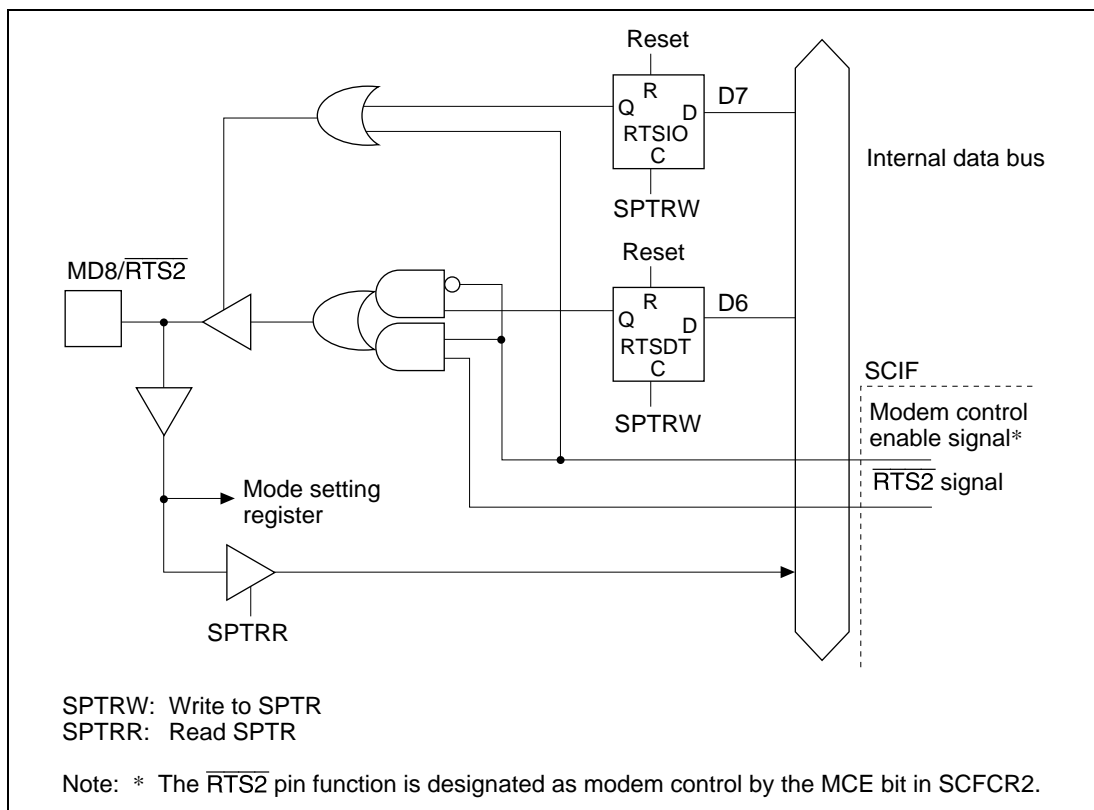 Reset
R
Q
D
RTSIO
C
D7
SPTRW
Internal data bus
MD8/RTS2
Reset
R
Q
D
RTSDT
C
D6
SPTRW
SCIF
Modem control
enable signal*
RTS2 signal
Mode setting
register
SPTRR
SPTRW: Write to SPTR
SPTRR: Read SPTR
Note: * The RTS2 pin function is designated as modem control by the MCE bit in SCFCR2.